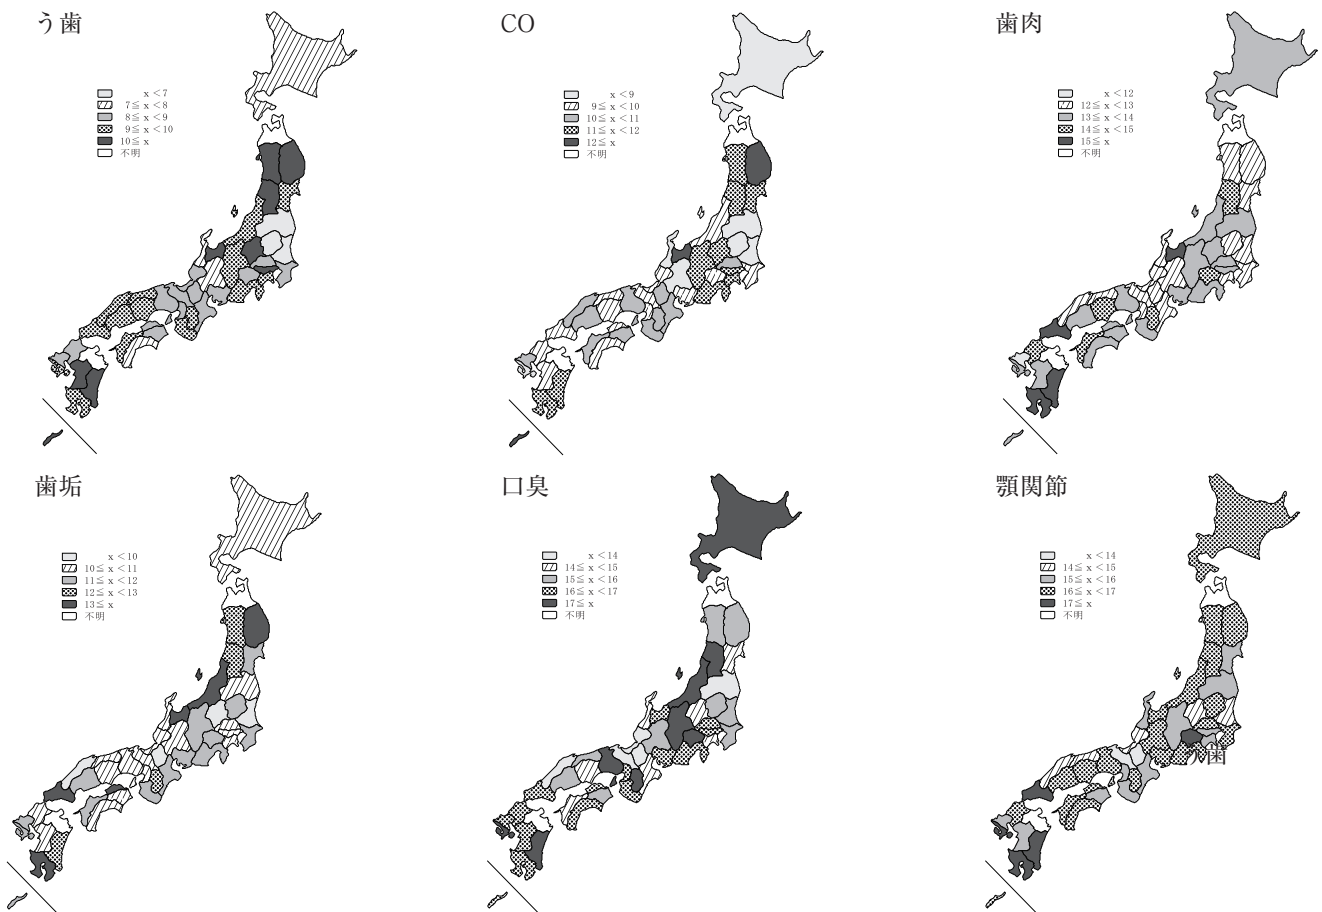 う歯
x＜7
7≦ x＜8
8≦ x＜9
9≦ x＜10
10≦ x
不明
CO
x＜9
9≦ x＜10
10≦ x＜11
11≦ x＜12
12≦ x
不明
歯肉
x＜12
12≦ x＜13
13≦ x＜14
14≦ x＜15
15≦ x
不明
歯垢
x＜10
10≦ x＜11
11≦ x＜12
12≦ x＜13
13≦ x
不明
口臭
x＜14
14≦ x＜15
15≦ x＜16
16≦ x＜17
17≦ x
不明
顎関節
x＜14
14≦ x＜15
15≦ x＜16
16≦ x＜17
17≦ x
不明
う歯